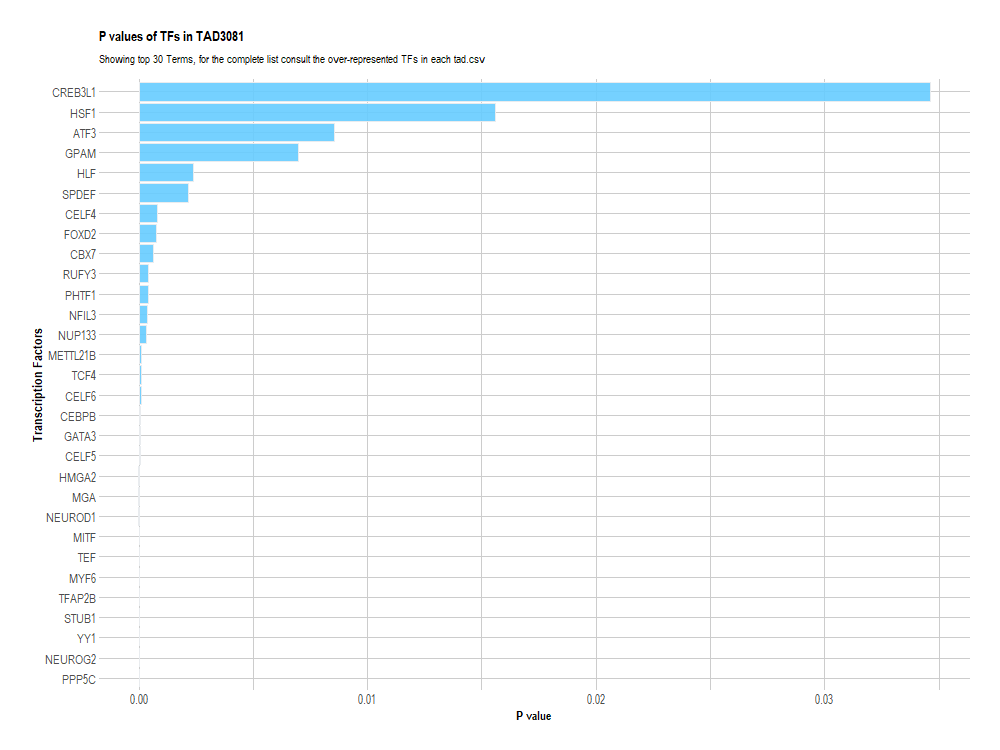 P values of TFs in TAD3081
Showing top 30 Terms, for the complete list consult the over-represented TFs in each tad.csv
Transcription Factors
CREB3L1
HSF1
ATF3
GPAM
HLF
SPDEF
CELF4
FOXD2
CBX7
RUFY3
PHTF1
NFIL3
NUP133
METTL21B
TCF4
CELF6
CEBPB
GATA3
CELF5
HMGA2
MGA
NEUROD1
MITF
TEF
MYF6
TFAP2B
STUB1
YY1
NEUROG2
PPP5C
0.00 0.01 0.02 0.03
P value